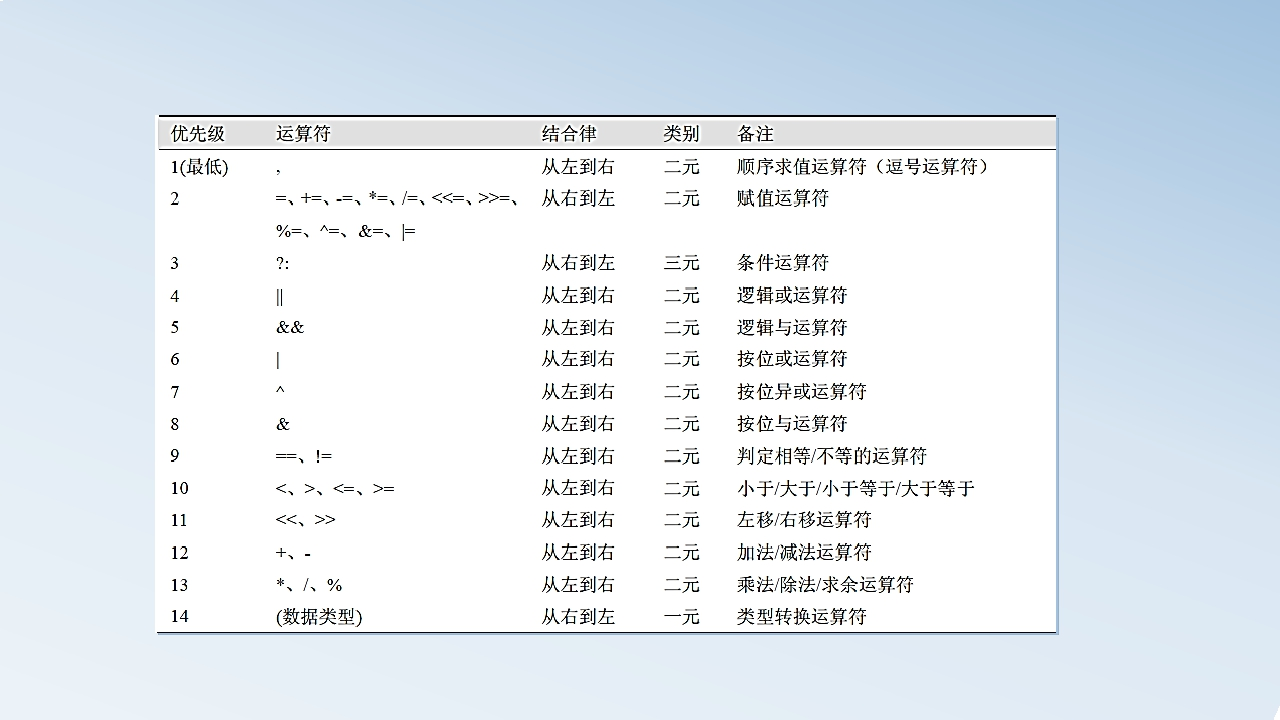 优先级 运算符 结合律 类别 备注
1(最低) , 从左到右 二元 顺序求值运算符（逗号运算符）
2 =、+=、-=、*=、/=、<<=、>>=、 从右到左 二元 赋值运算符
%=、^=、&=、|=
3 ?: 从右到左 三元 条件运算符
4 || 从左到右 二元 逻辑或运算符
5 && 从左到右 二元 逻辑与运算符
6 | 从左到右 二元 按位或运算符
7 ^ 从左到右 二元 按位异或运算符
8 & 从左到右 二元 按位与运算符
9 ==、!= 从左到右 二元 判定相等/不等的运算符
10 <、>、<=、>= 从左到右 二元 小于/大于/小于等于/大于等于
11 <<、>> 从左到右 二元 左移/右移运算符
12 +、- 从左到右 二元 加法/减法运算符
13 *、/、% 从左到右 二元 乘法/除法/求余运算符
14 (数据类型) 从右到左 一元 类型转换运算符